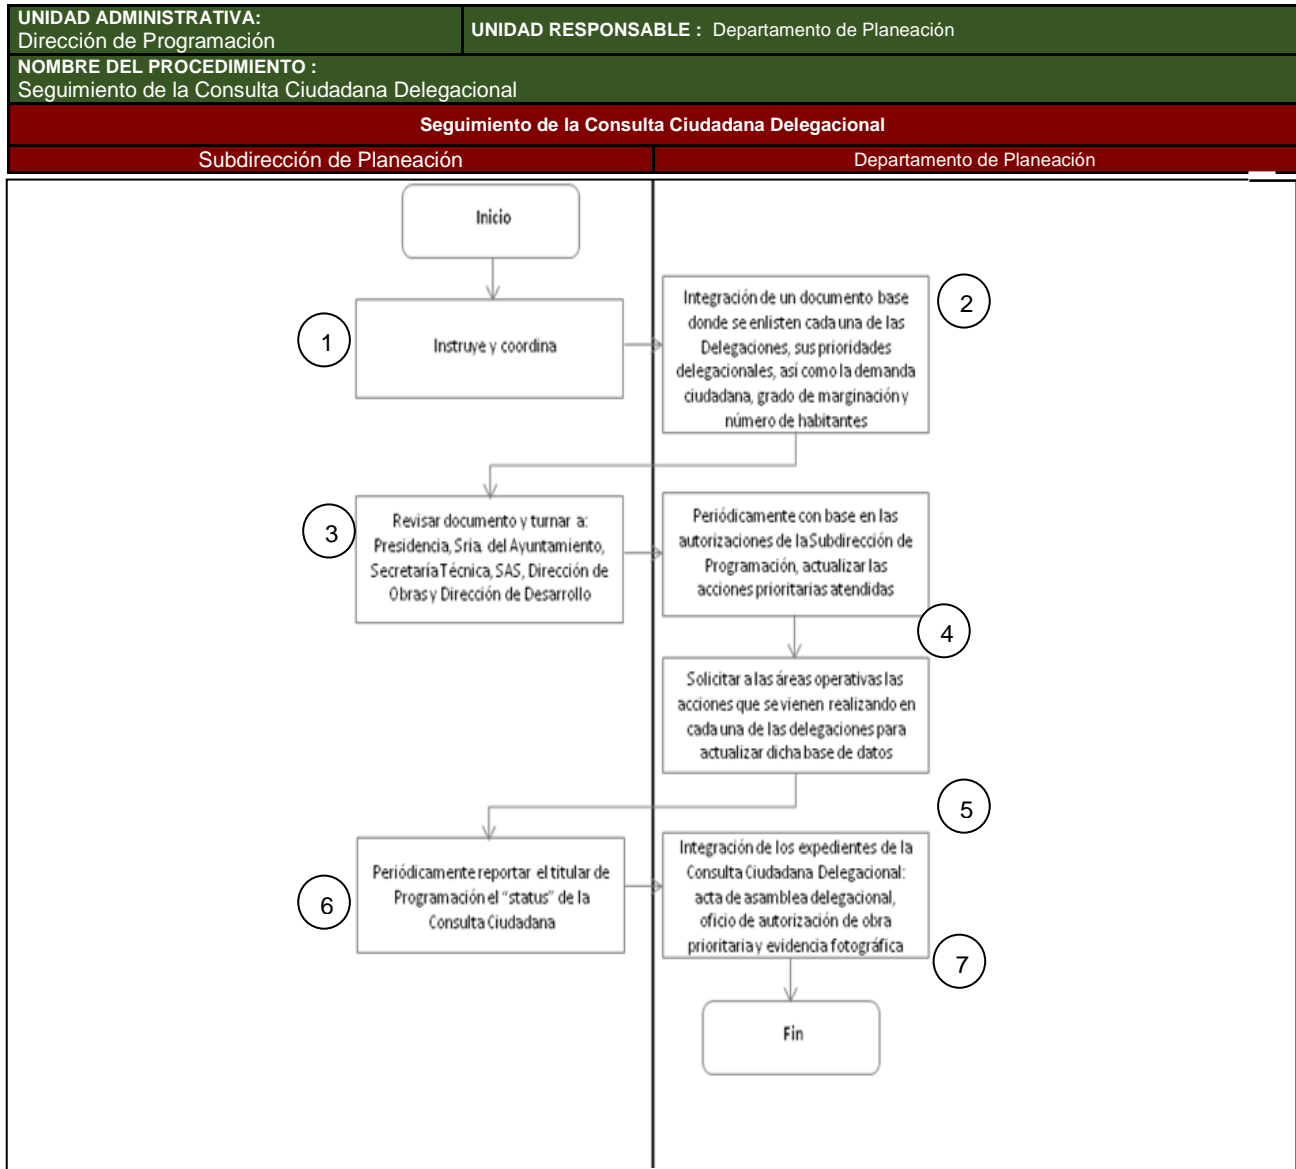 UNIDAD ADMINISTRATIVA:
Dirección de Programación
UNIDAD RESPONSABLE : Departamento de Planeación
NOMBRE DEL PROCEDIMIENTO :
Seguimiento de la Consulta Ciudadana Delegacional
Seguimiento de la Consulta Ciudadana Delegacional
Subdirección de Planeación
Departamento de Planeación
Inicio
1
Instruye y coordina
2
Integración de un documento base
donde se enlisten cada una de las
Delegaciones, sus prioridades
delegacionales, así como la demanda
ciudadana, grado de marginación y
número de habitantes
3
Revisar documento y turnar a:
Presidencia, Sria. del Ayuntamiento,
Secretaría Técnica, SAS, Dirección de
Obras y Dirección de Desarrollo
Periódicamente con base en las
autorizaciones de la Subdirección de
Programación, actualizar las
acciones prioritarias atendidas
4
Solicitar a las áreas operativas las
acciones que se vienen realizando en
cada una de las delegaciones para
actualizar dicha base de datos
5
6
Periódicamente reportar el titular de
Programación el “status” de la
Consulta Ciudadana
Integración de los expedientes de la
Consulta Ciudadana Delegacional:
acta de asamblea delegacional,
oficio de autorización de obra
prioritaria y evidencia fotográfica
7
Fin